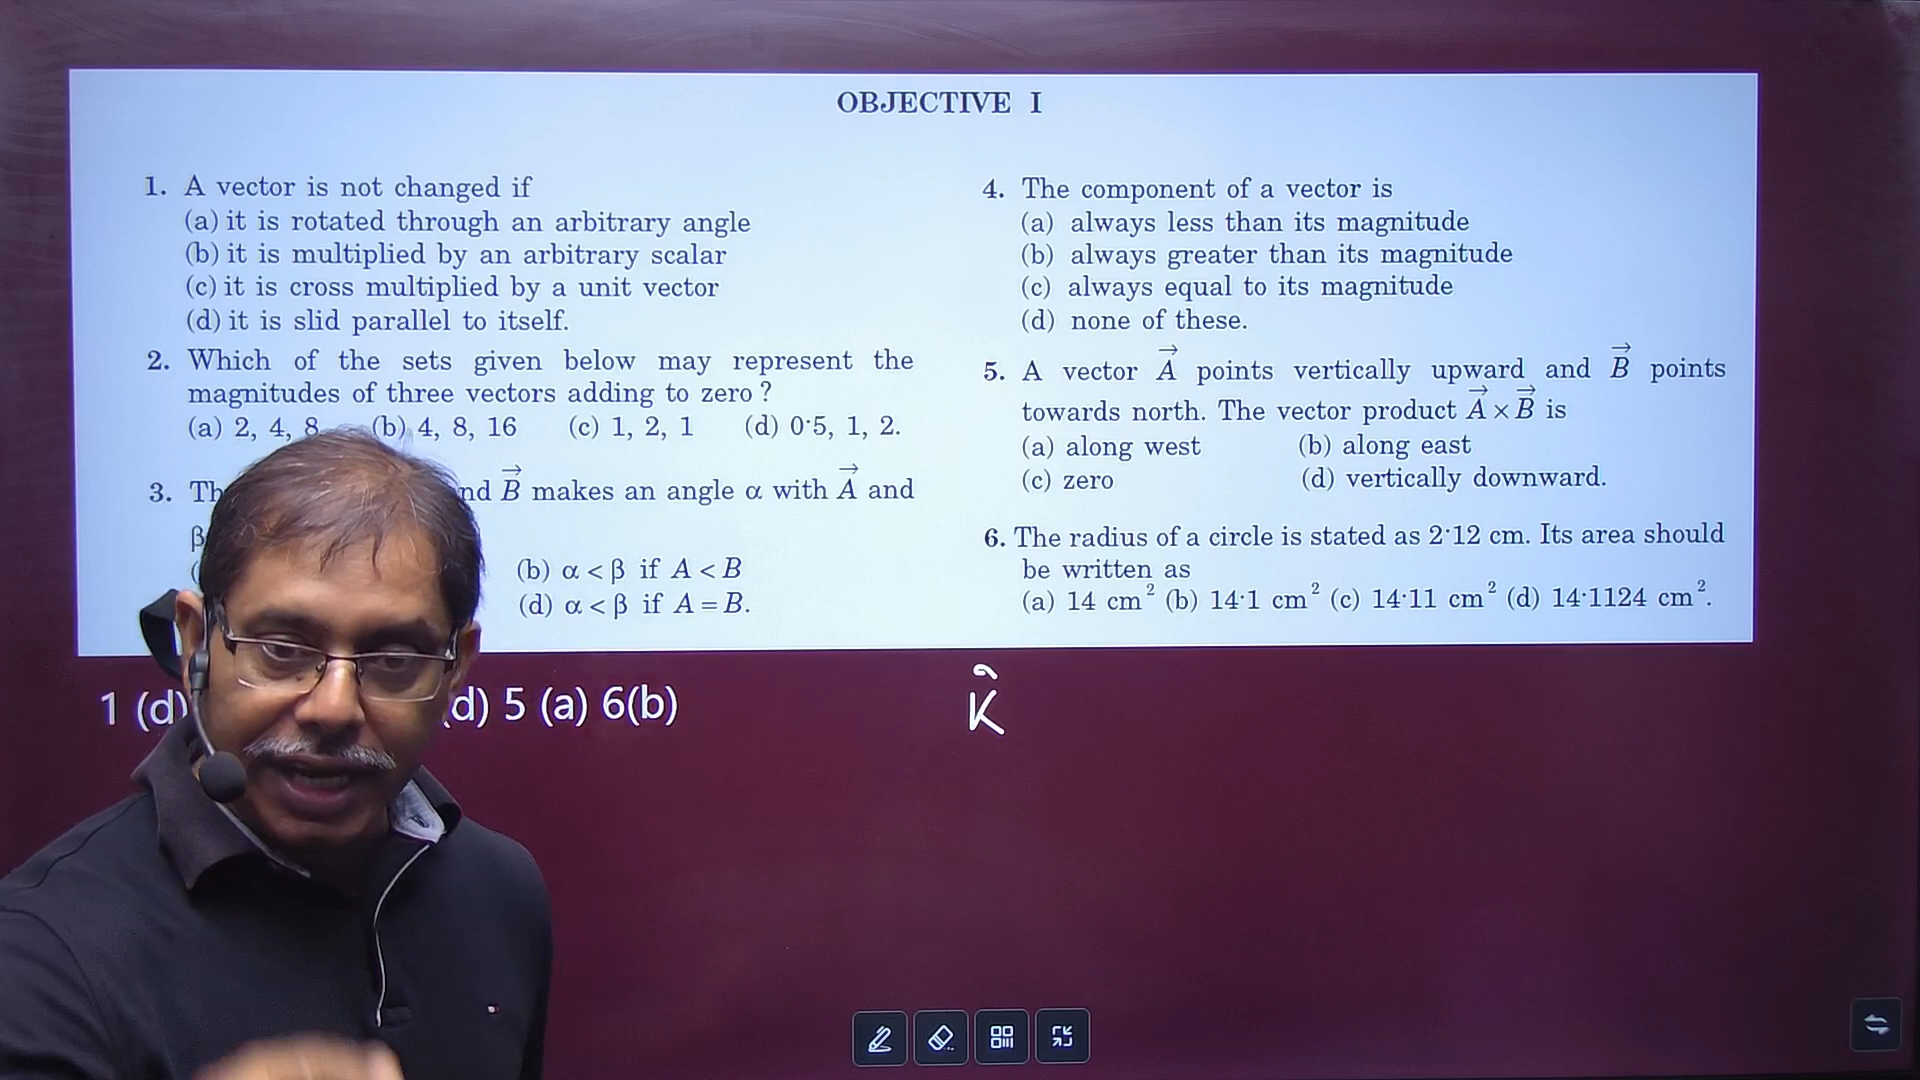 OBJECTIVE I
1. A vector is not changed if
(a) it is rotated through an arbitrary angle
(b) it is multiplied by an arbitrary scalar
(c) it is cross multiplied by a unit vector
(d) it is slid parallel to itself.
2. Which of the sets given below may represent the
magnitudes of three vectors adding to zero ?
(a) 2, 4, 8 (b) 4, 8, 16 (c) 1, 2, 1 (d) 0·5, 1, 2.
3. B⃗ makes an angle α with A⃗ and
β
(b) α < β if A < B
(d) α < β if A = B.
4. The component of a vector is
(a) always less than its magnitude
(b) always greater than its magnitude
(c) always equal to its magnitude
(d) none of these.
5. A vector A⃗ points vertically upward and B⃗ points
towards north. The vector product A⃗ × B⃗ is
(a) along west (b) along east
(c) zero (d) vertically downward.
6. The radius of a circle is stated as 2·12 cm. Its area should
be written as
(a) 14 cm² (b) 14·1 cm² (c) 14·11 cm² (d) 14·1124 cm².
1 (d) d) 5 (a) 6(b)
K̂